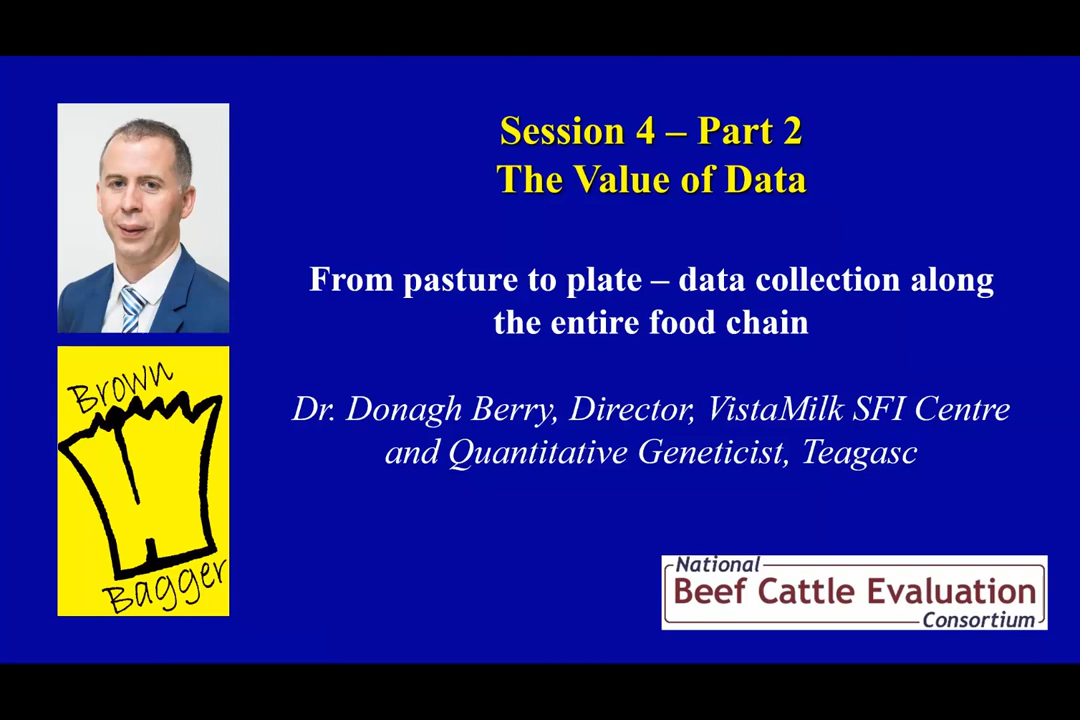 Session 4 – Part 2
The Value of Data
From pasture to plate – data collection along
the entire food chain
Dr. Donagh Berry, Director, VistaMilk SFI Centre
and Quantitative Geneticist, Teagasc
Brown
Bagger
National
Beef Cattle Evaluation
Consortium